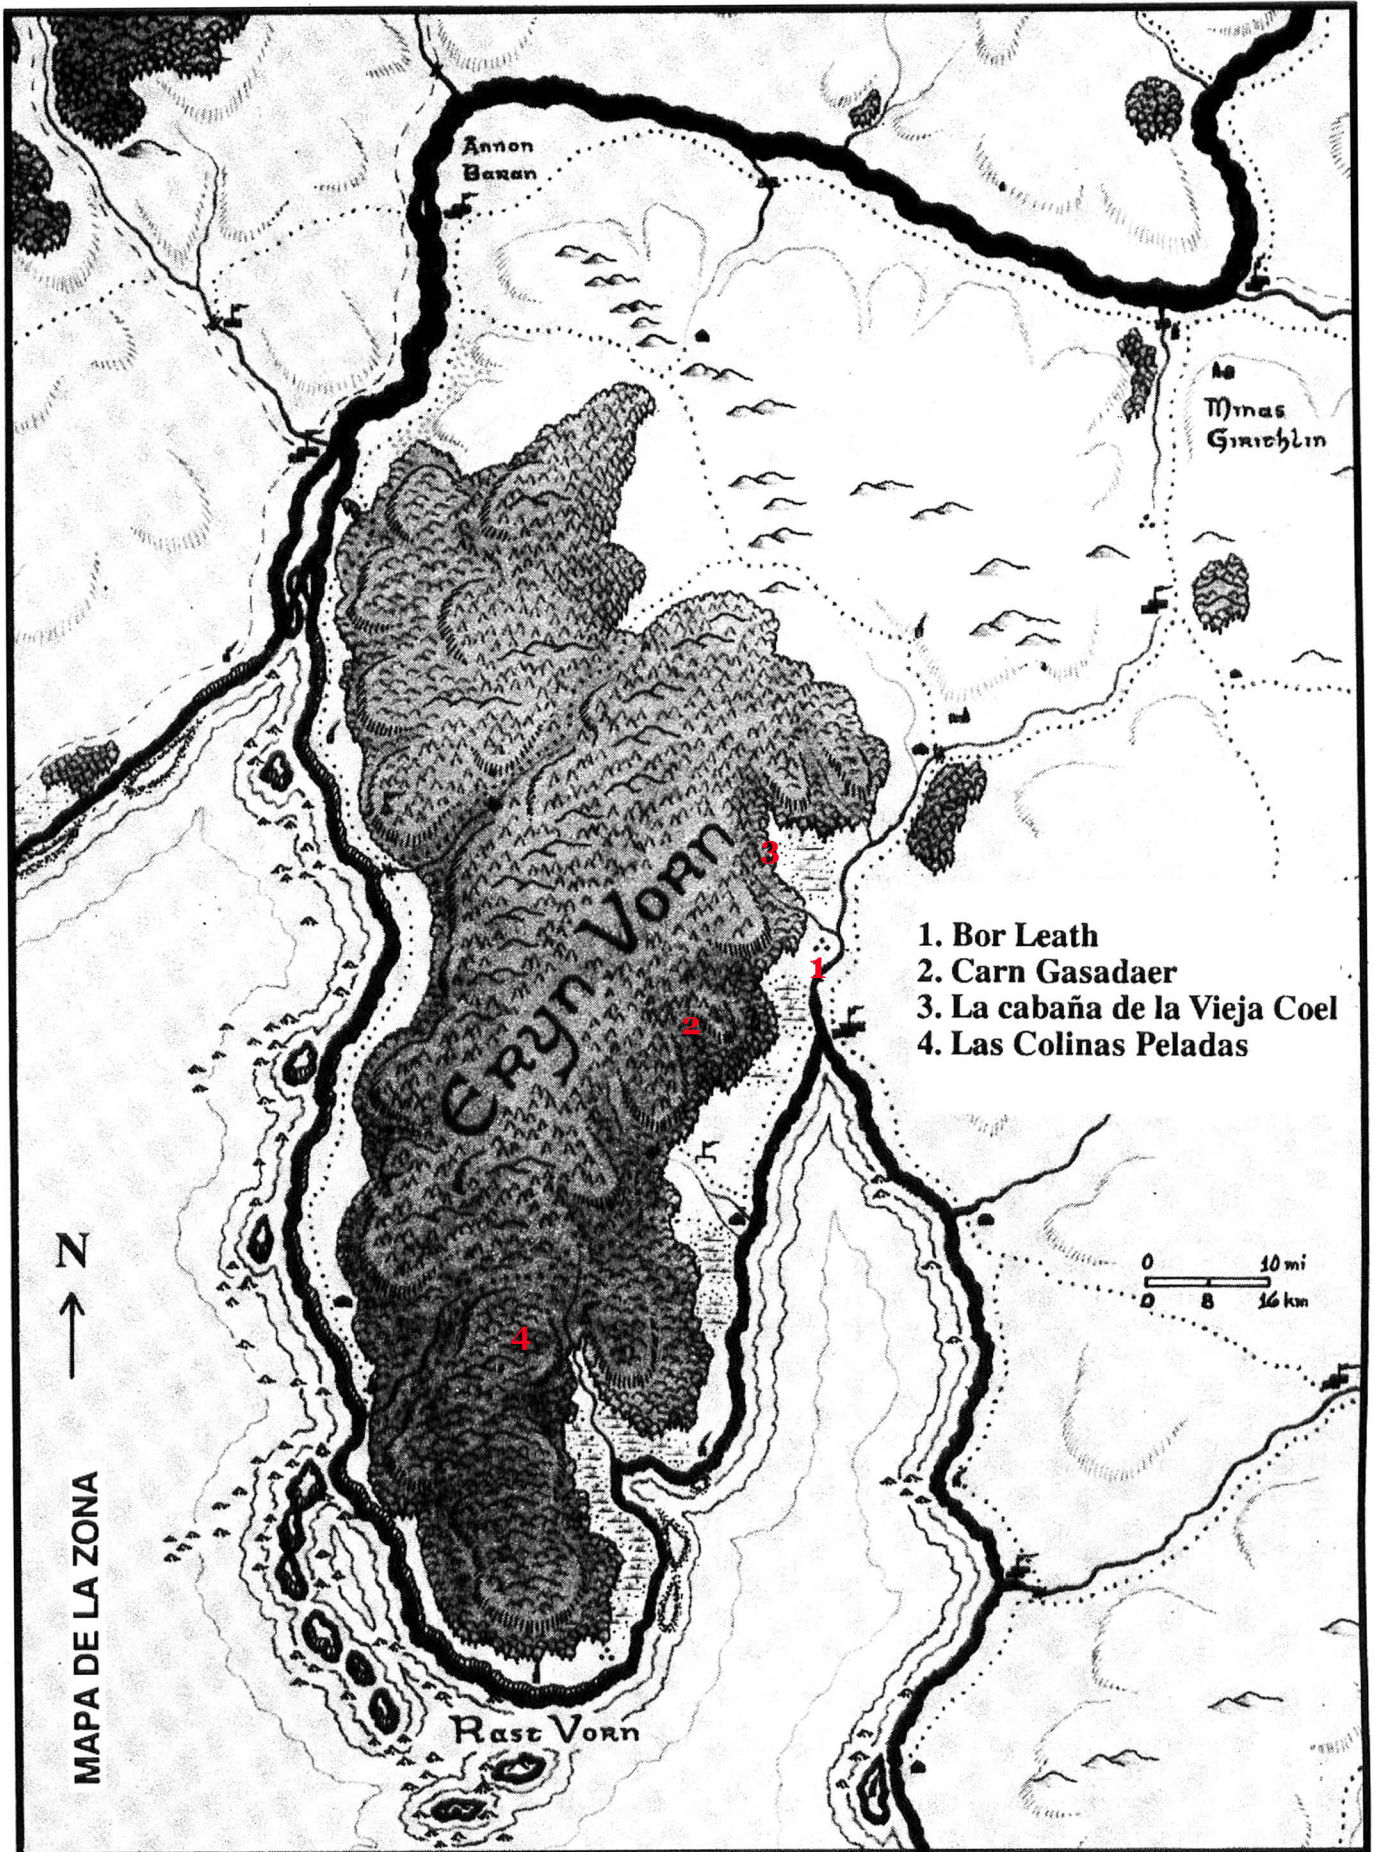 Annon
Baran
Minas
Girithlin
3
Eryn Vorn
1
2
1. Bor Leath
2. Carn Gasadaer
3. La cabaña de la Vieja Coel
4. Las Colinas Peladas
N
0 10 mi
0 8 16 km
4
MAPA DE LA ZONA
Rast Vorn